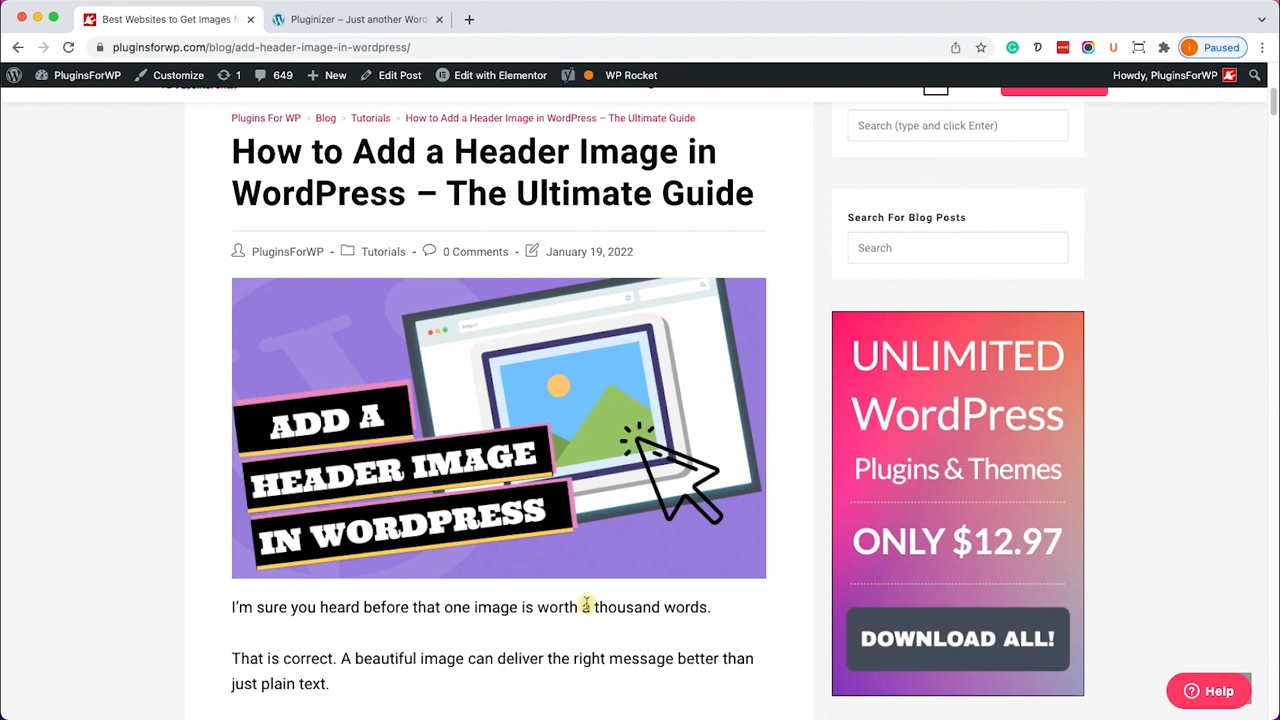 Best Websites to Get Images f
Pluginizer – Just another Word
pluginsforwp.com/blog/add-header-image-in-wordpress/
Paused
PluginsForWP
Customize
1
649
New
Edit Post
Edit with Elementor
WP Rocket
Howdy, PluginsForWP
Plugins For WP > Blog > Tutorials > How to Add a Header Image in WordPress – The Ultimate Guide
How to Add a Header Image in
WordPress – The Ultimate Guide
PluginsForWP - Tutorials - 0 Comments - January 19, 2022
ADD A
HEADER IMAGE
IN WORDPRESS
I'm sure you heard before that one image is worth a thousand words.
That is correct. A beautiful image can deliver the right message better than
just plain text.
Search (type and click Enter)
Search For Blog Posts
Search
UNLIMITED
WordPress
Plugins & Themes
ONLY $12.97
DOWNLOAD ALL!
Help